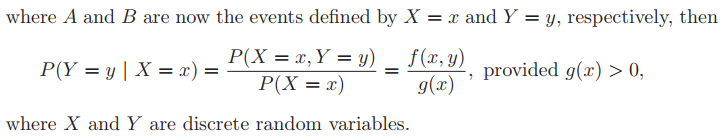 where A and B are now the events defined by X = x and Y = y, respectively, then
P(Y = y | X = x) = P(X = x, Y = y) / P(X = x) = f(x, y) / g(x), provided g(x) > 0,
where X and Y are discrete random variables.